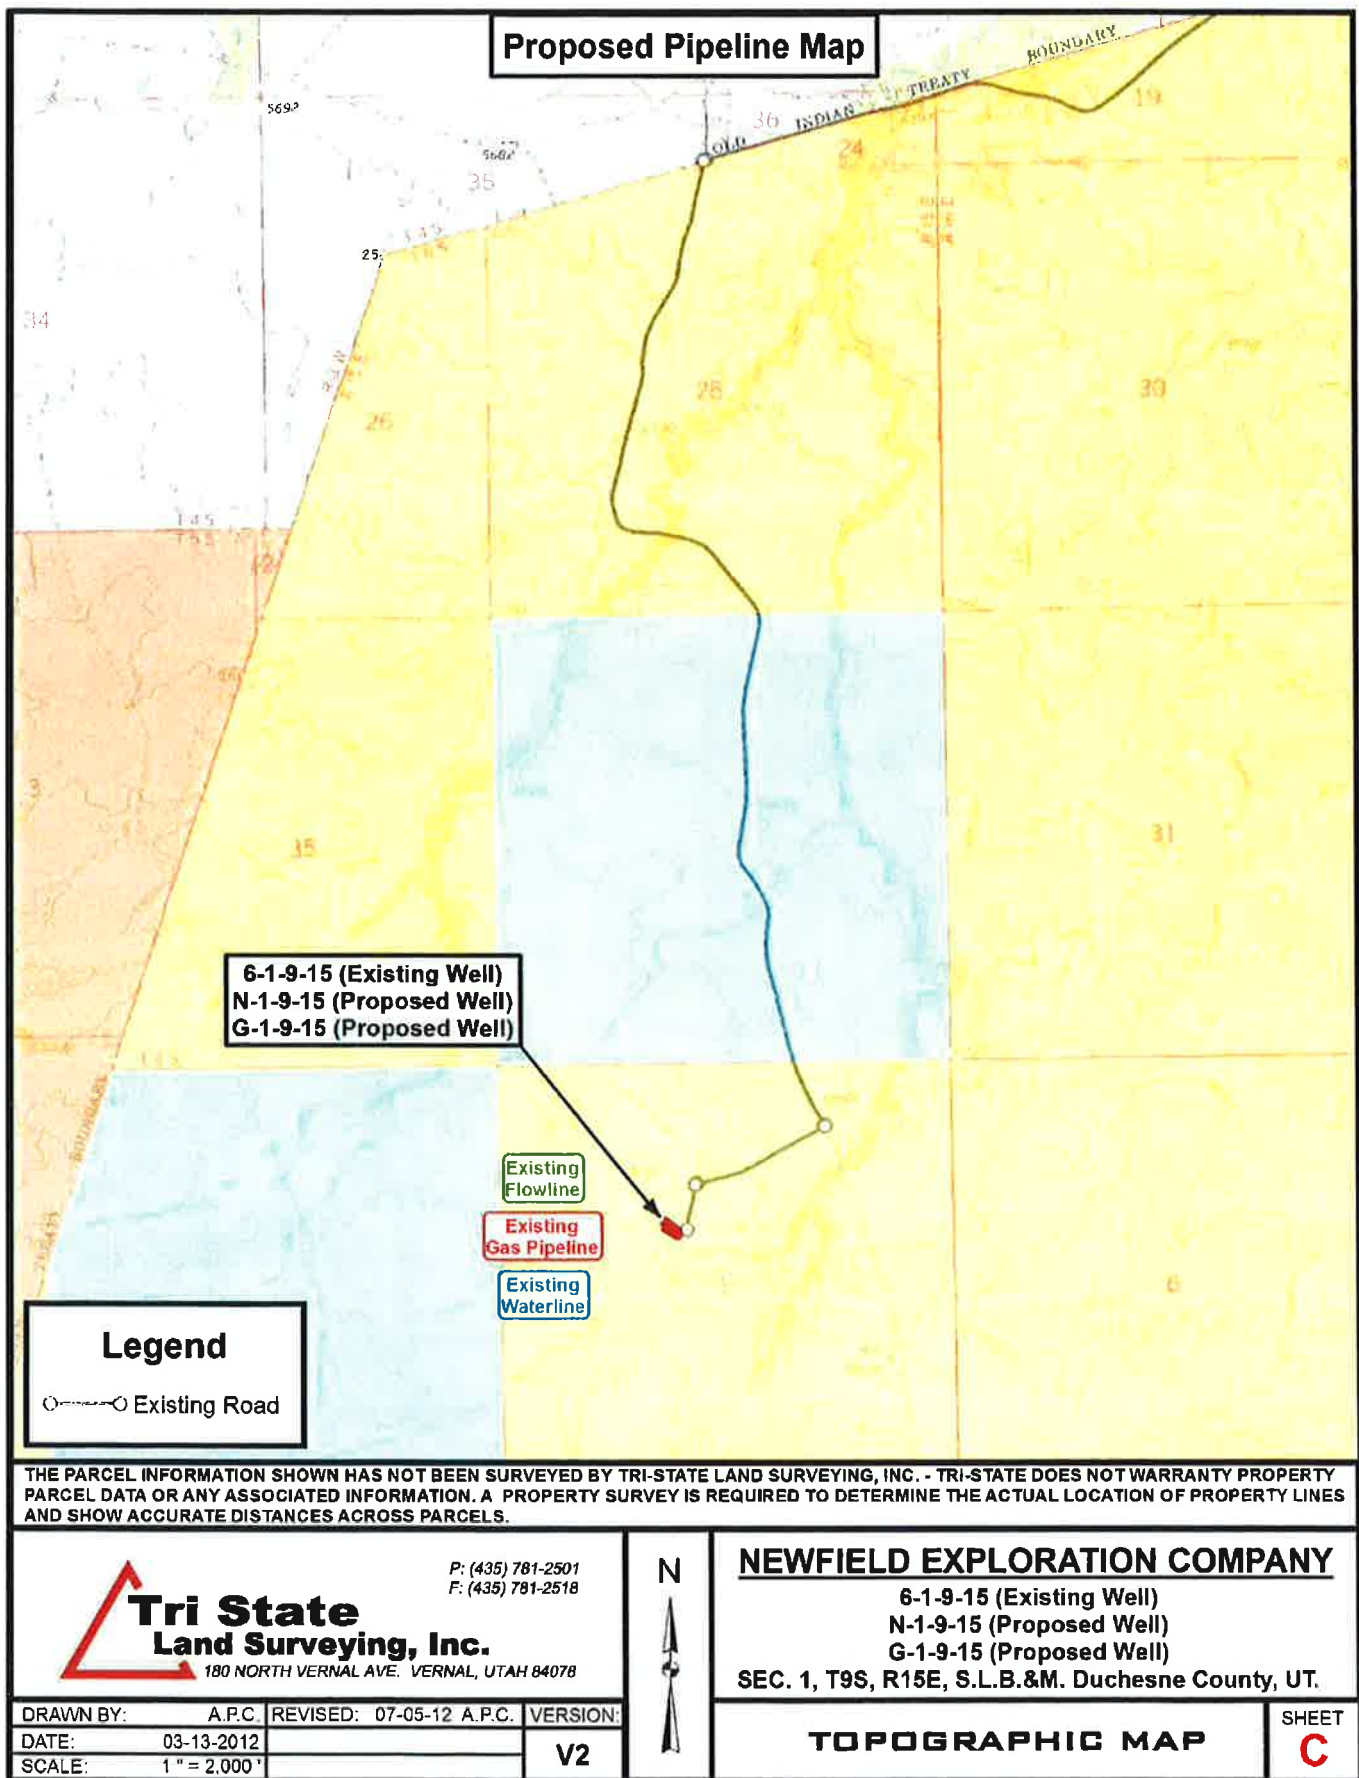 Proposed Pipeline Map
BOUNDARY
TREATY
INDIAN
OLD
19
36
24
5692
5682
35
T4S
25
34
26
28
30
T4S
35
31
3
6-1-9-15 (Existing Well)
N-1-9-15 (Proposed Well)
G-1-9-15 (Proposed Well)
BOUNDARY
Existing
Flowline
Existing
Gas Pipeline
Existing
Waterline
6
Legend
Existing Road
THE PARCEL INFORMATION SHOWN HAS NOT BEEN SURVEYED BY TRI-STATE LAND SURVEYING, INC. - TRI-STATE DOES NOT WARRANTY PROPERTY
PARCEL DATA OR ANY ASSOCIATED INFORMATION. A PROPERTY SURVEY IS REQUIRED TO DETERMINE THE ACTUAL LOCATION OF PROPERTY LINES
AND SHOW ACCURATE DISTANCES ACROSS PARCELS.
P: (435) 781-2501
F: (435) 781-2518
Tri State
Land Surveying, Inc.
180 NORTH VERNAL AVE. VERNAL, UTAH 84078
N
NEWFIELD EXPLORATION COMPANY
6-1-9-15 (Existing Well)
N-1-9-15 (Proposed Well)
G-1-9-15 (Proposed Well)
SEC. 1, T9S, R15E, S.L.B.&M. Duchesne County, UT.
DRAWN BY: A.P.C. REVISED: 07-05-12 A.P.C. VERSION:
DATE: 03-13-2012
V2
SCALE: 1 " = 2,000 '
TOPOGRAPHIC MAP
SHEET
C